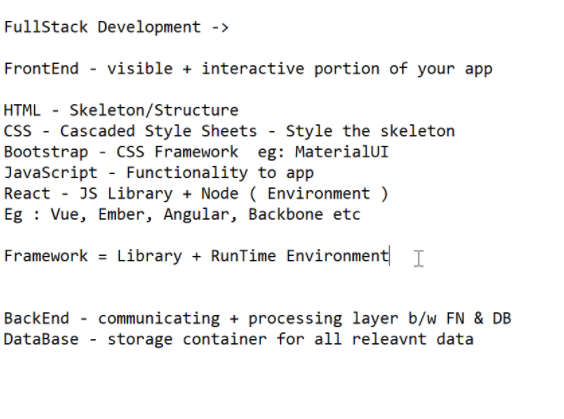 FullStack Development ->
FrontEnd - visible + interactive portion of your app
HTML - Skeleton/Structure
CSS - Cascaded Style Sheets - Style the skeleton
Bootstrap - CSS Framework  eg: MaterialUI
JavaScript - Functionality to app
React - JS Library + Node ( Environment )
Eg : Vue, Ember, Angular, Backbone etc
Framework = Library + RunTime Environment
BackEnd - communicating + processing layer b/w FN & DB
DataBase - storage container for all releavnt data